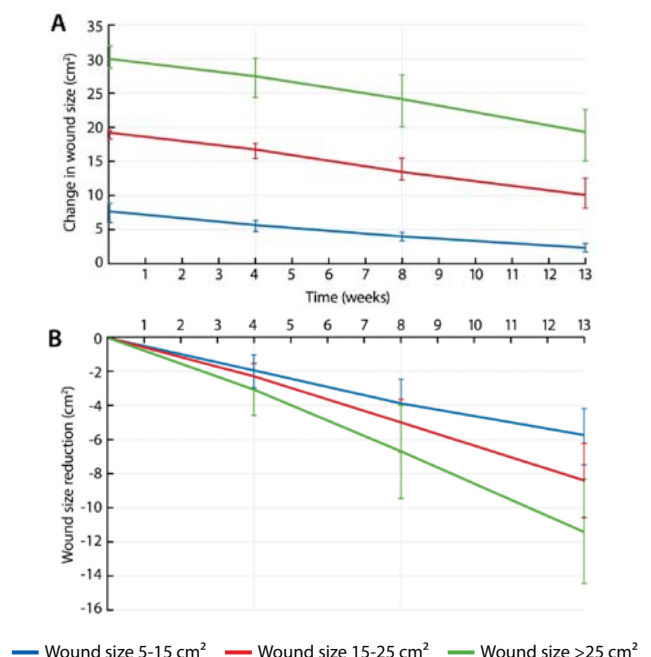 A
Change in wound size (cm²)
35
30
25
20
15
10
5
0
1 2 3 4 5 6 7 8 9 10 11 12 13
Time (weeks)
B
1 2 3 4 5 6 7 8 9 10 11 12 13
Wound size reduction (cm²)
0
-2
-4
-6
-8
-10
-12
-14
-16
Wound size 5-15 cm² Wound size 15-25 cm² Wound size >25 cm²